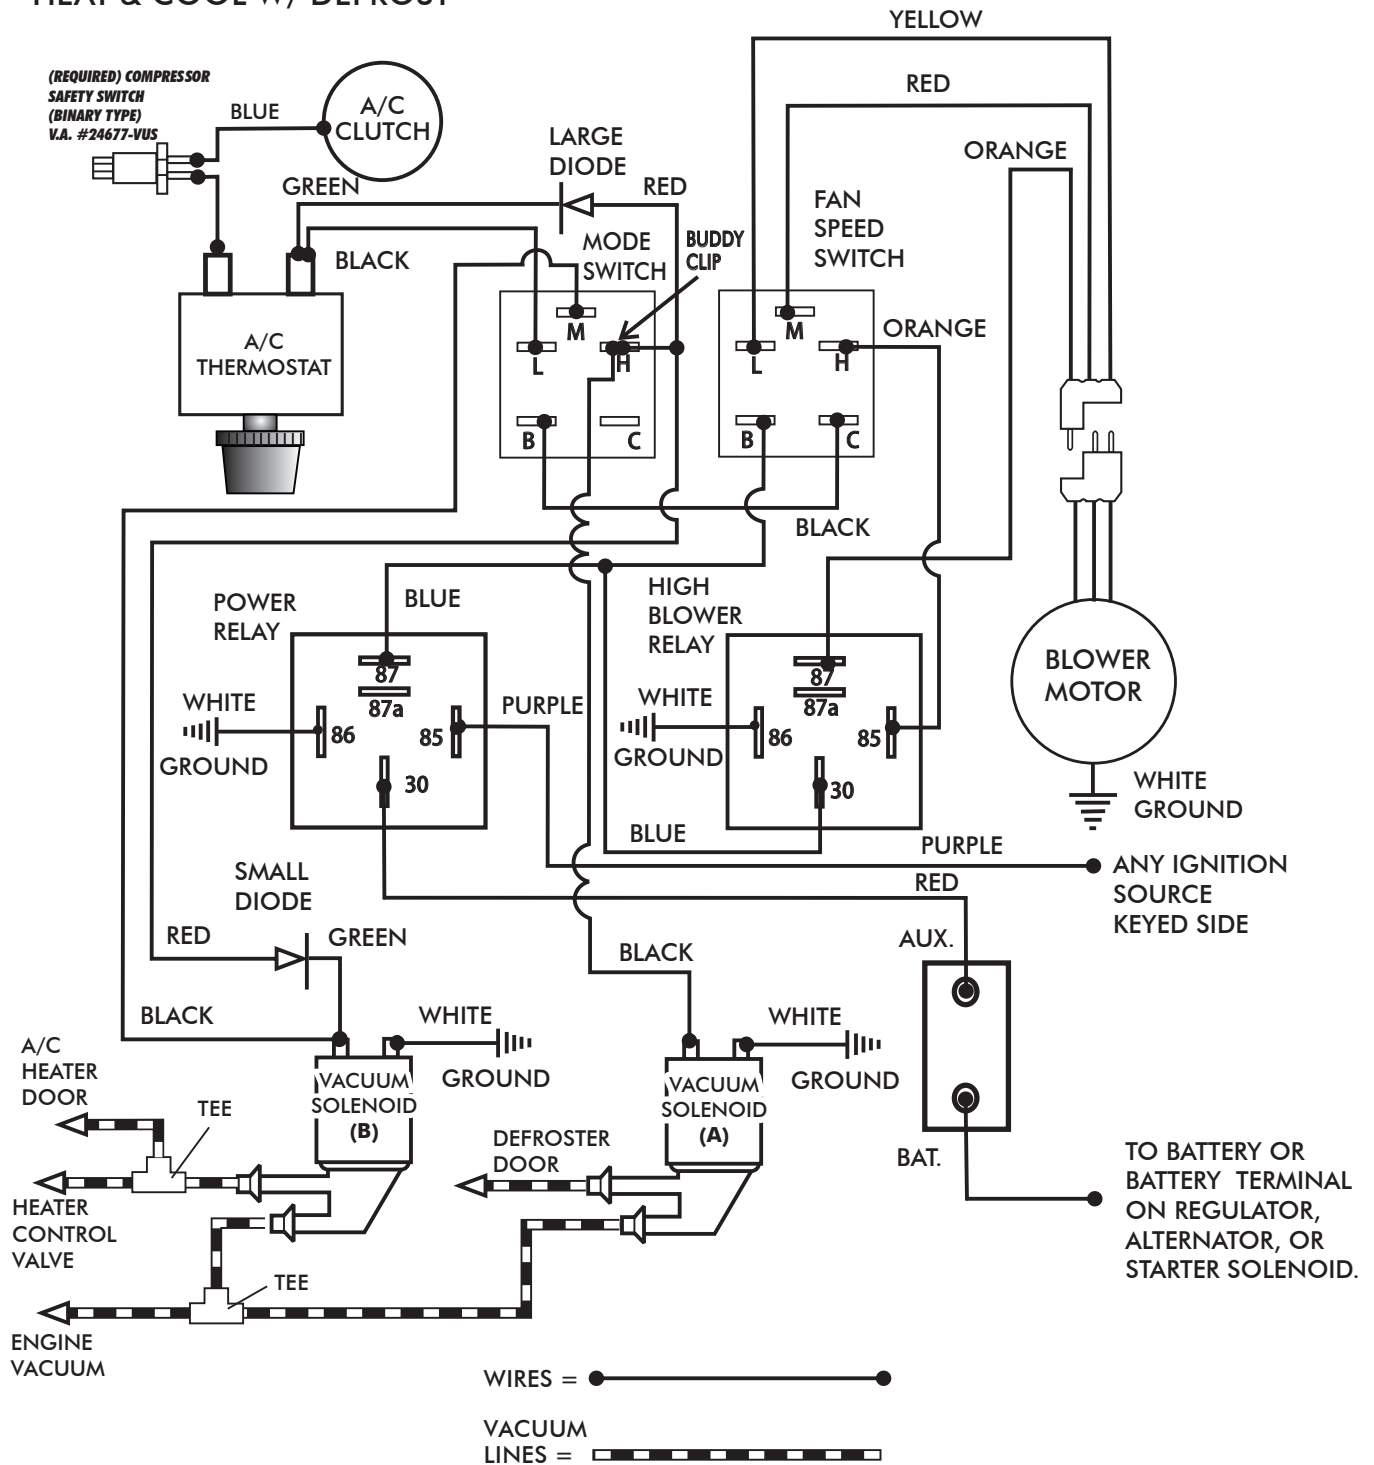 HEAT & COOL W/ DEFROST
YELLOW
(REQUIRED) COMPRESSOR
SAFETY SWITCH
(BINARY TYPE)
V.A. #24677-VUS
BLUE
A/C
CLUTCH
RED
LARGE
DIODE
ORANGE
GREEN
RED
FAN
SPEED
SWITCH
MODE
SWITCH
BUDDY
CLIP
BLACK
M
M
ORANGE
A/C
THERMOSTAT
L
H
L
H
B
C
B
C
BLACK
BLUE
HIGH
BLOWER
RELAY
POWER
RELAY
87
87a
WHITE
86
85
GROUND
30
PURPLE
87
87a
WHITE
86
85
GROUND
30
BLOWER
MOTOR
WHITE
GROUND
BLUE
PURPLE
ANY IGNITION
SOURCE
KEYED SIDE
SMALL
DIODE
RED
RED
GREEN
AUX.
BLACK
BLACK
WHITE
GROUND
WHITE
GROUND
A/C
HEATER
DOOR
TEE
VACUUM
SOLENOID
(B)
VACUUM
SOLENOID
(A)
DEFROSTER
DOOR
BAT.
TO BATTERY OR
BATTERY TERMINAL
ON REGULATOR,
ALTERNATOR, OR
STARTER SOLENOID.
HEATER
CONTROL
VALVE
TEE
ENGINE
VACUUM
WIRES =
VACUUM
LINES =